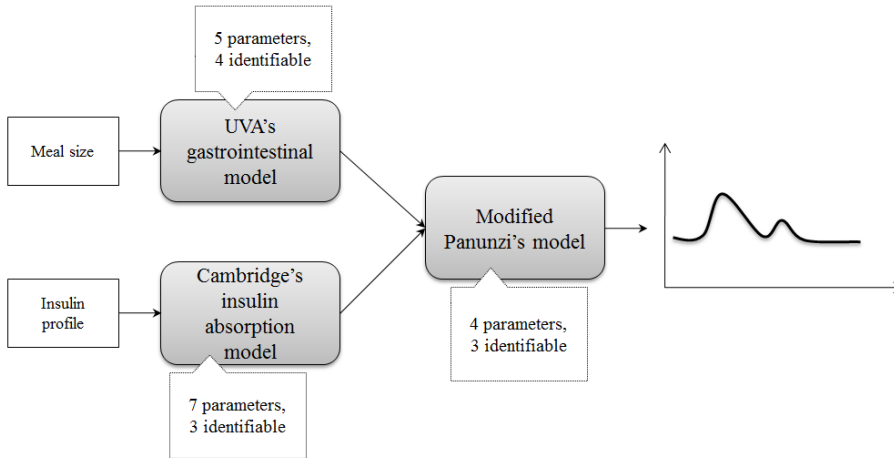 5 parameters,
4 identifiable
Meal size
UVA's
gastrointestinal
model
Modified
Panunzi's model
Insulin
profile
Cambridge's
insulin
absorption
model
4 parameters,
3 identifiable
7 parameters,
3 identifiable